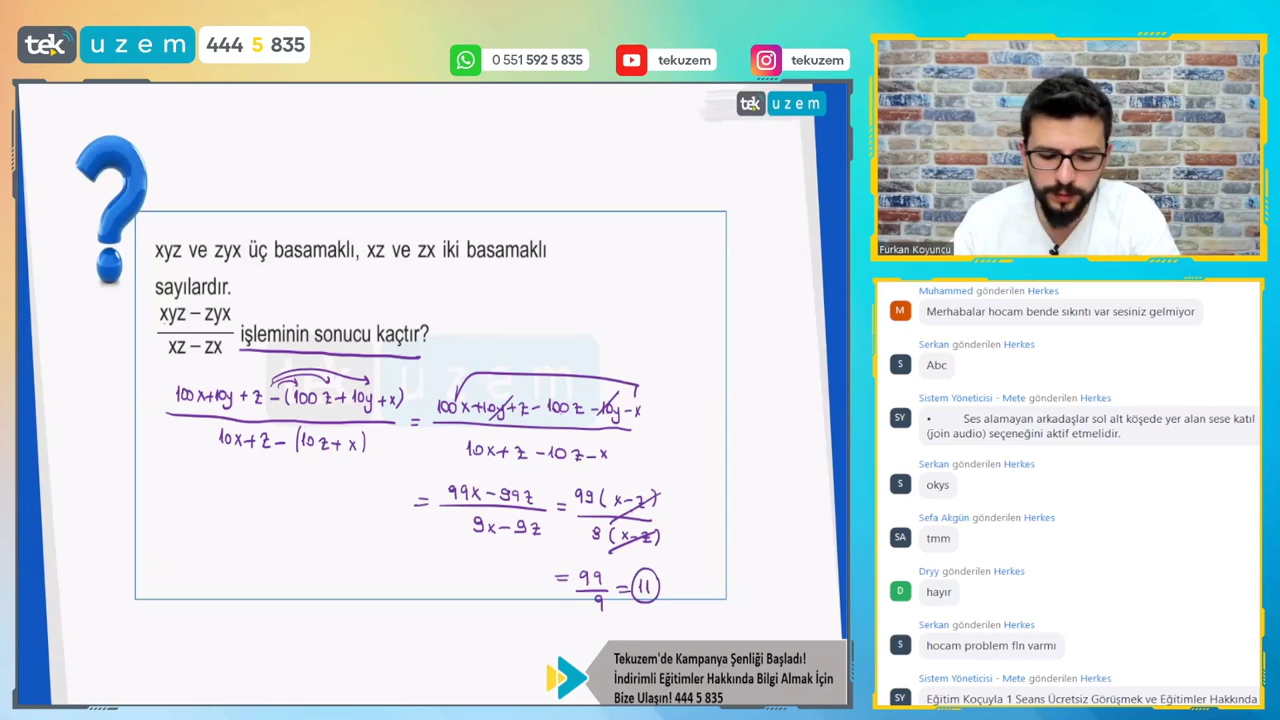 tek uzem 444 5 835
0 551 592 5 835 tekuzem tekuzem
tek uzem
xyz ve zyx üç basamaklı, xz ve zx iki basamaklı
sayılardır.
xyz – zyx
xz – zx
işleminin sonucu kaçtır?
tek uzem
100x+10y+z-(100z+10y+x)
10x+z-(10z+x)
= 100x+10y+z-100z-10y-x
10x+z-10z-x
= 99x-99z
9x-9z
= 99(x-z)
9(x-z)
= 99
9
= 11
Tekuzem'de Kampanya Şenliği Başladı!
İndirimli Eğitimler Hakkında Bilgi Almak İçin
Bize Ulaşın! 444 5 835
Furkan Koyuncu
Muhammed gönderilen Herkes
M
Merhabalar hocam bende sıkıntı var sesiniz gelmiyor
Serkan gönderilen Herkes
S
Abc
Sistem Yöneticisi - Mete gönderilen Herkes
SY
• Ses alamayan arkadaşlar sol alt köşede yer alan sese katıl
(join audio) seçeneğini aktif etmelidir.
Serkan gönderilen Herkes
S
okys
Sefa Akgün gönderilen Herkes
SA
tmm
Dryy gönderilen Herkes
D
hayır
Serkan gönderilen Herkes
S
hocam problem fln varmı
Sistem Yöneticisi - Mete gönderilen Herkes
SY
Eğitim Koçuyla 1 Seans Ücretsiz Görüşmek ve Eğitimler Hakkında